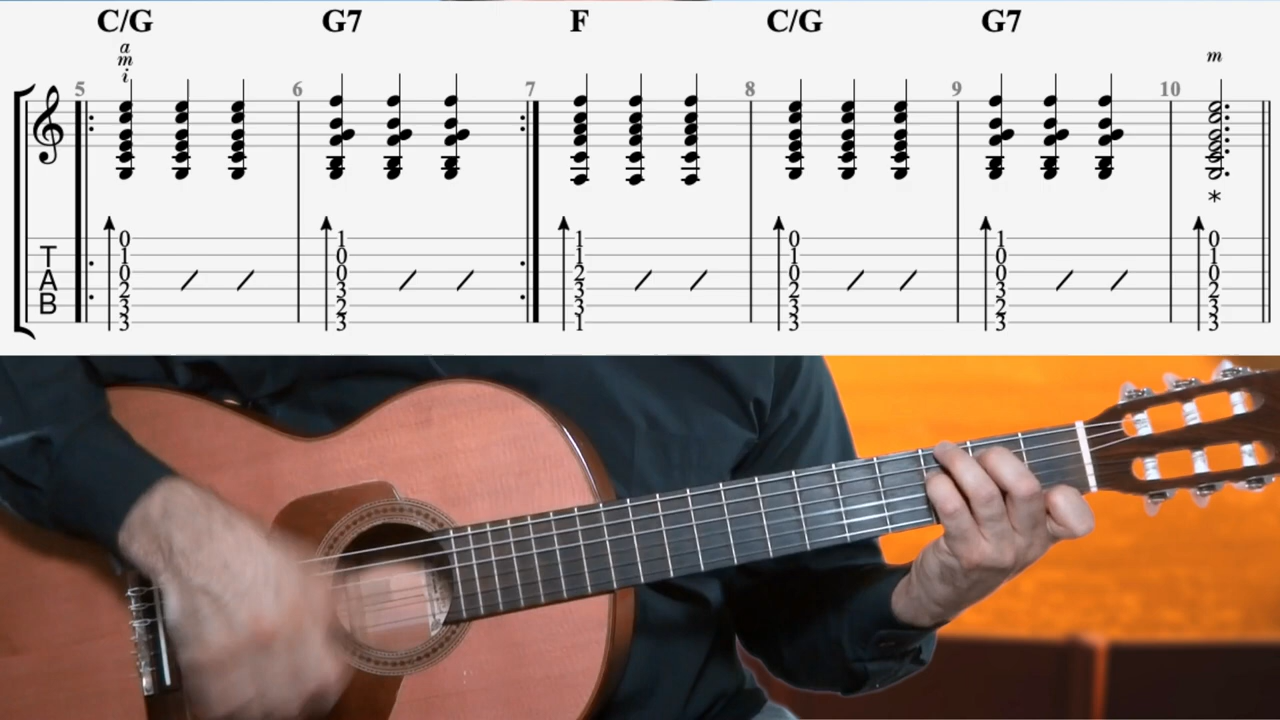 C/G G7 F C/G G7
a
m m
i
5 6 7 8 9 10
*
0 1 1 0 1 0
T 1 0 1 1 0 1
0 0 2 0 0 0
A 2 3 3 2 3 2
B 3 2 3 3 2 3
3 3 1 3 3 3